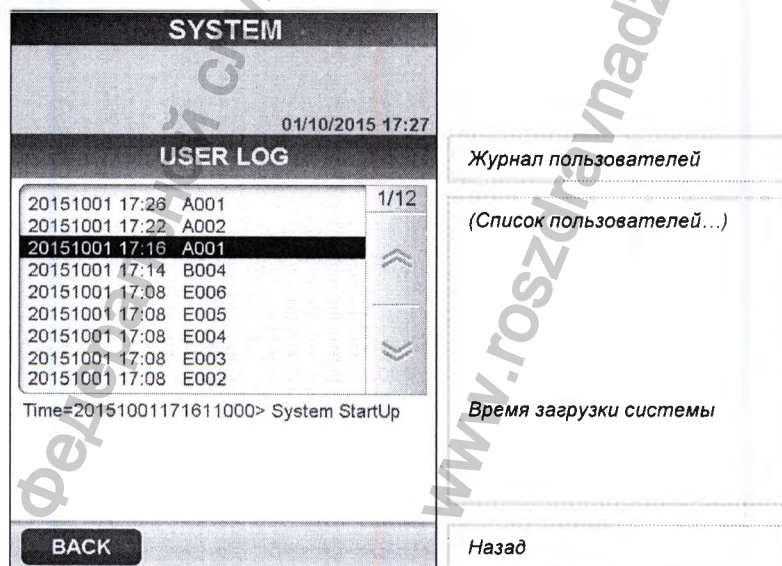 SYSTEM
01/10/2015 17:27
USER LOG
Журнал пользователей
1/12
20151001 17:26 A001
20151001 17:22 A002
20151001 17:16 A001
20151001 17:14 B004
20151001 17:08 E006
20151001 17:08 E005
20151001 17:08 E004
20151001 17:08 E003
20151001 17:08 E002
(Список пользователей...)
Time=20151001171611000> System StartUp
Время загрузки системы
BACK
Назад
www.roszdravnadz